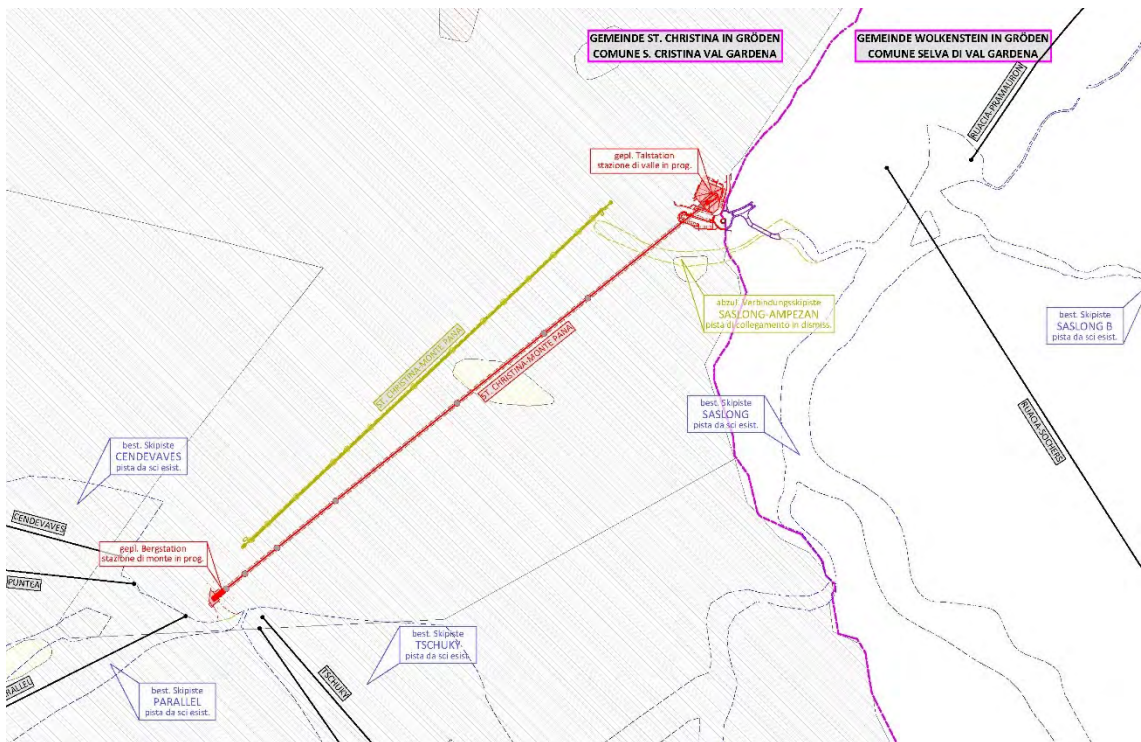 GEMEINDE ST. CHRISTINA IN GRÖDEN
COMUNE S. CRISTINA VAL GARDENA
GEMEINDE WOLKENSTEIN IN GRÖDEN
COMUNE SELVA DI VAL GARDENA
RUACIA-PRAMAURON
gepl. Talstation
stazione di valle in prog.
abzul. Verbindungsskipiste
SASLONG-AMPEZAN
pista di collegamento in dismiss.
best. Skipiste
SASLONG B
pista da sci esist.
ST. CHRISTINA-MONTE PANA
ST. CHRISTINA-MONTE PANA
best. Skipiste
SASLONG
pista da sci esist.
RUACIA-SOCHERS
best. Skipiste
CENDEVAVES
pista da sci esist.
CENDEVAVES
gepl. Bergstation
stazione di monte in prog.
PUNTEA
best. Skipiste
TSCHUKY
pista da sci esist.
TSCHUKY
PARALLEL
best. Skipiste
PARALLEL
pista da sci esist.